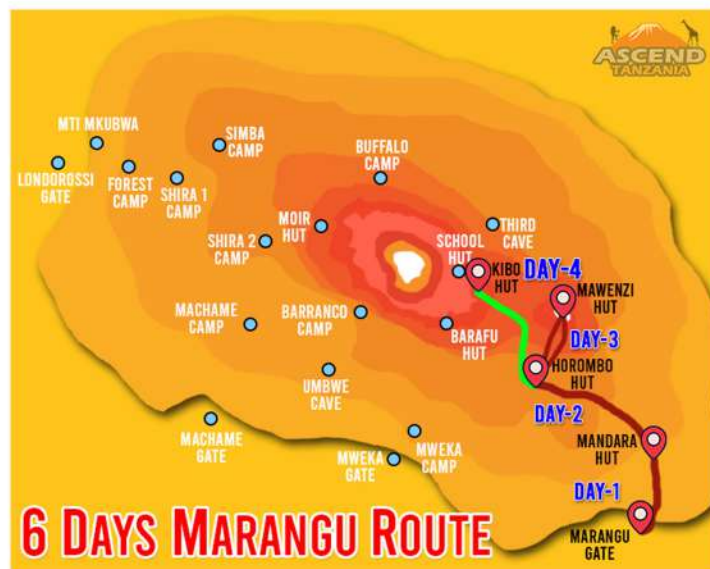 ASCEND
TANZANIA
MTI MKUBWA
LONDOROSSI
GATE
FOREST
CAMP
SHIRA 1
CAMP
SIMBA
CAMP
BUFFALO
CAMP
MOIR
HUT
SHIRA 2
CAMP
THIRD
CAVE
SCHOOL
HUT
KIBO
HUT
DAY-4
MAWENZI
HUT
MACHAME
CAMP
BARRANCO
CAMP
BARAFU
HUT
DAY-3
HOROMBO
HUT
UMBWE
CAVE
DAY-2
MACHAME
GATE
MWEKA
CAMP
MWEKA
GATE
MANDARA
HUT
DAY-1
MARANGU
GATE
6 DAYS MARANGU ROUTE